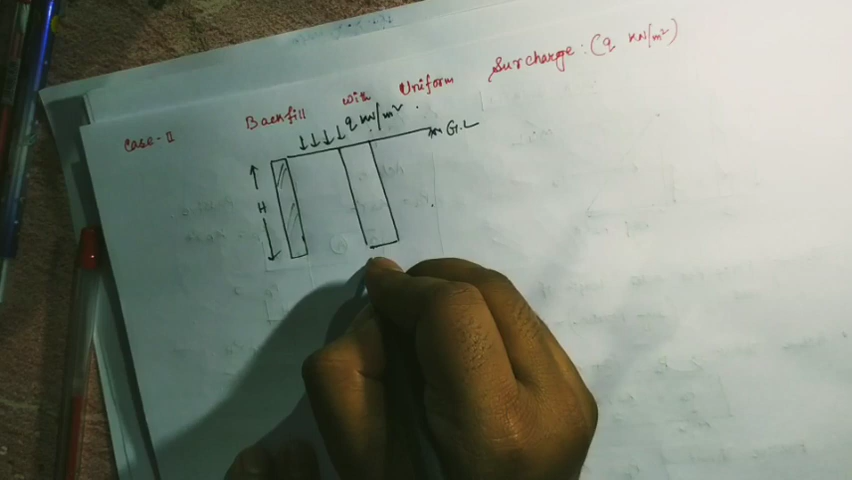 Case-II Backfill with Uniform Surcharge: (q kN/m²)
q kN/m²
G.L
H